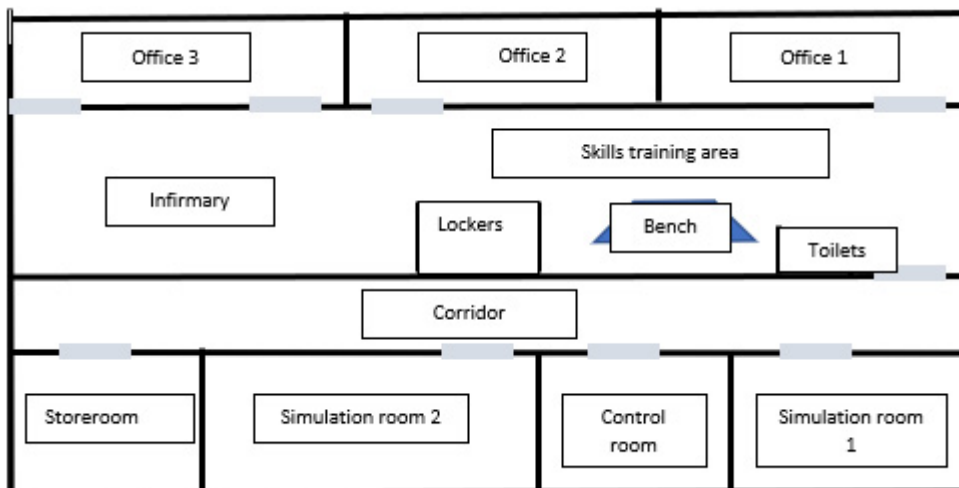 Office 3
Office 2
Office 1
Skills training area
Infirmary
Lockers
Bench
Toilets
Corridor
Storeroom
Simulation room 2
Control
room
Simulation room
1